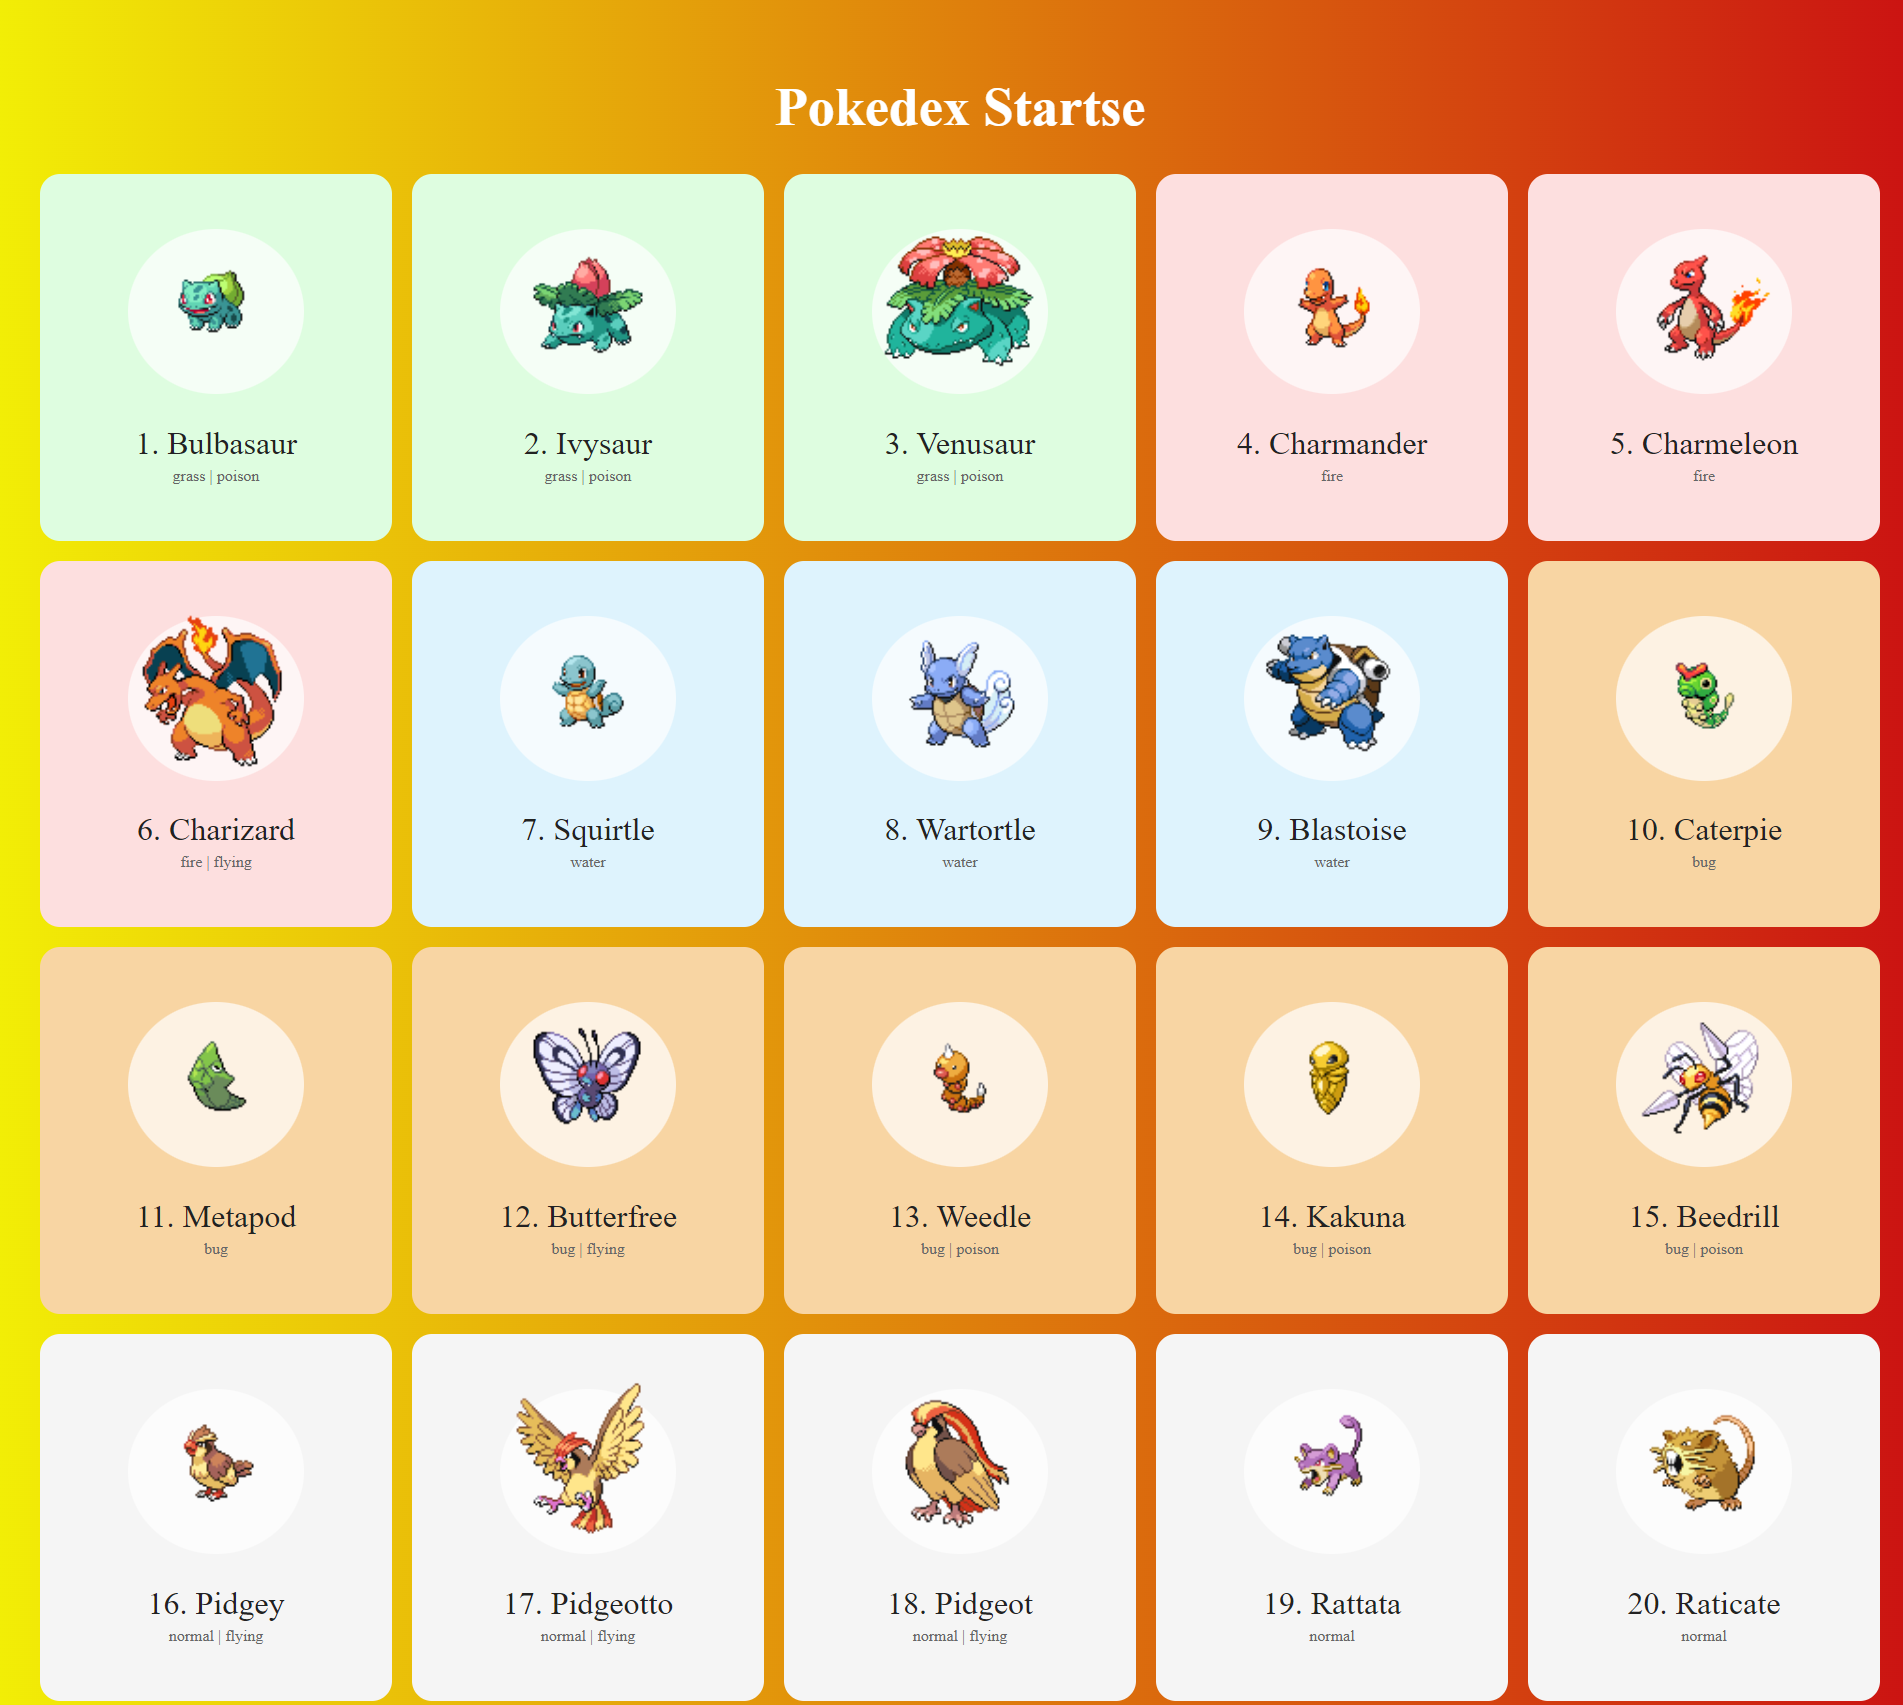 Pokedex Startse
1. Bulbasaur
grass | poison
2. Ivysaur
grass | poison
3. Venusaur
grass | poison
4. Charmander
fire
5. Charmeleon
fire
6. Charizard
fire | flying
7. Squirtle
water
8. Wartortle
water
9. Blastoise
water
10. Caterpie
bug
11. Metapod
bug
12. Butterfree
bug | flying
13. Weedle
bug | poison
14. Kakuna
bug | poison
15. Beedrill
bug | poison
16. Pidgey
normal | flying
17. Pidgeotto
normal | flying
18. Pidgeot
normal | flying
19. Rattata
normal
20. Raticate
normal